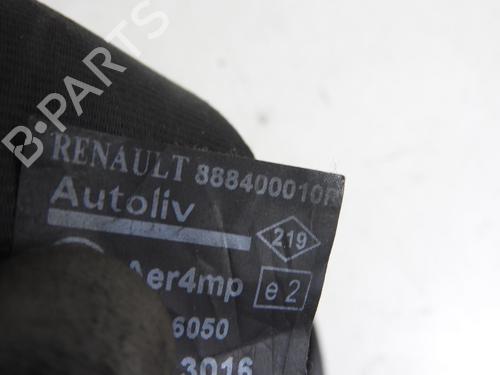 B-PARTS
RENAULT 888400010R
Autoliv
219
Aer4mp e2
6050
3016